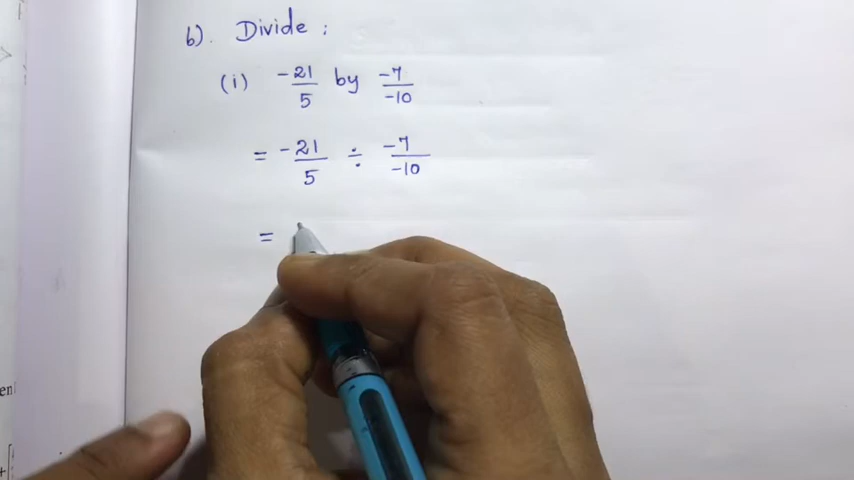 b). Divide :
(i) -21/5 by -7/-10
= -21/5 ÷ -7/-10
=